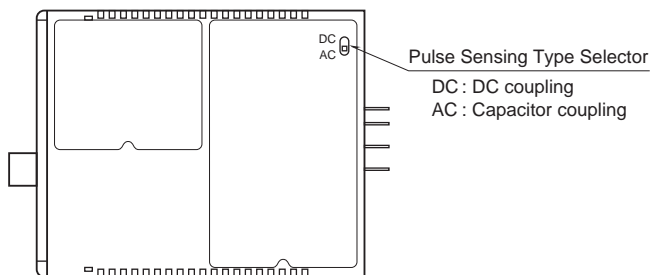 DC
AC
Pulse Sensing Type Selector
DC : DC coupling
AC : Capacitor coupling